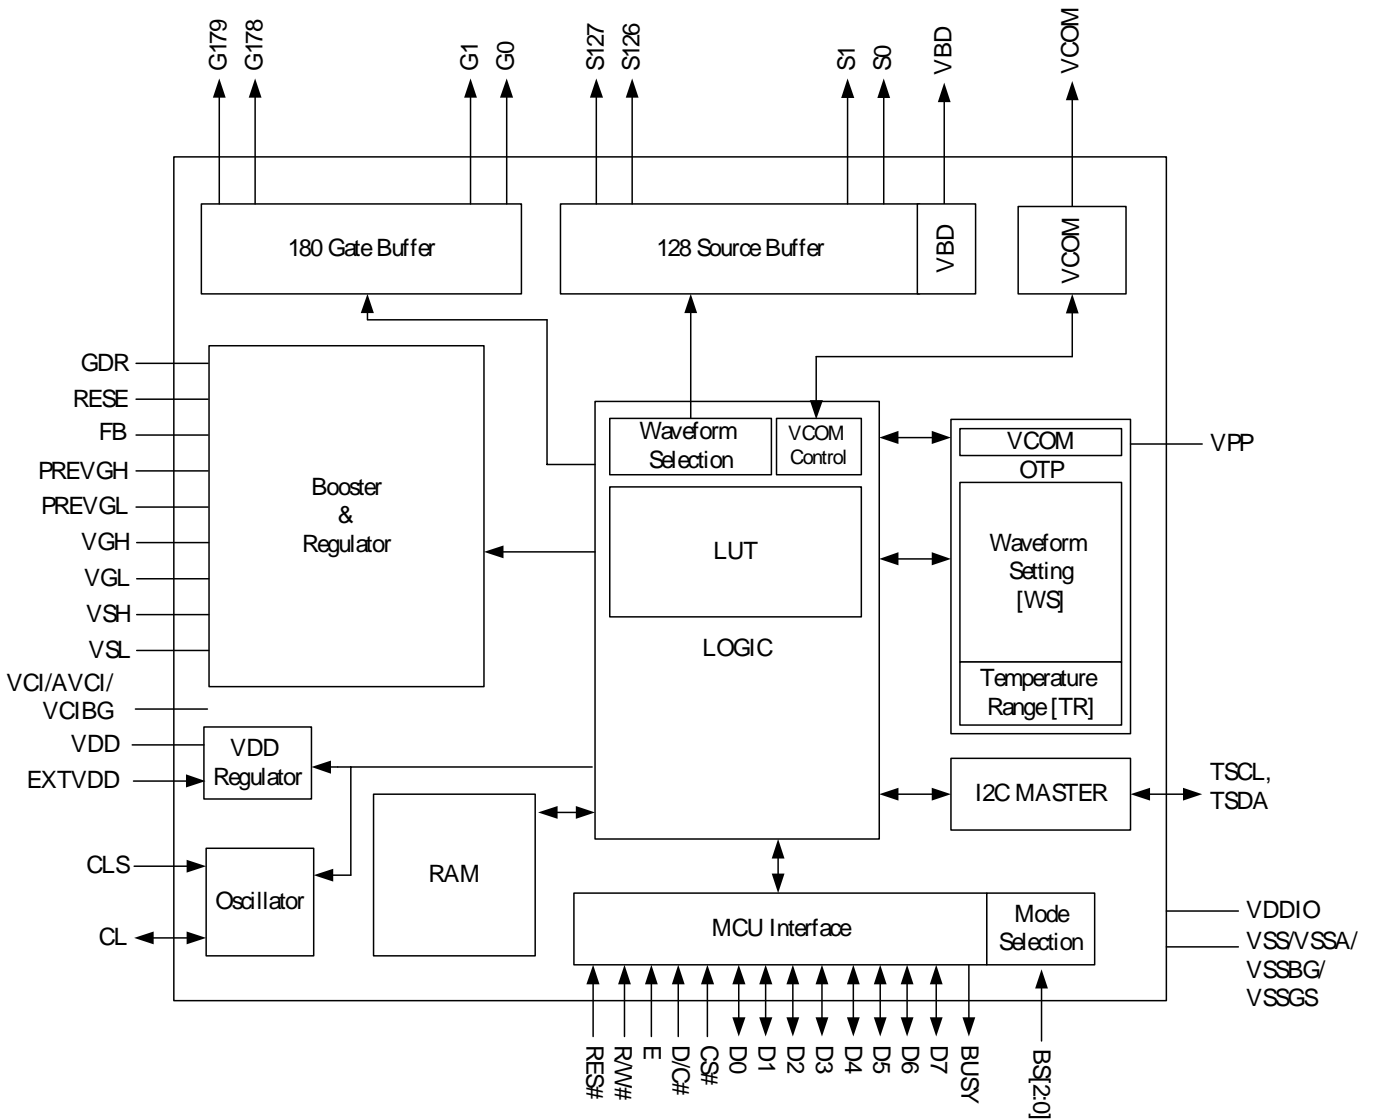 G179
G178
G1
G0
S127
S126
S1
S0
VBD
VCOM
180 Gate Buffer
128 Source Buffer
VBD
VCOM
GDR
RESE
FB
PREVGH
PREVGL
VGH
VGL
VSH
VSL
VCI/AVCI/
VCIBG
VDD
EXTVDD
CLS
CL
Booster
&
Regulator
VDD
Regulator
Oscillator
RAM
Waveform
Selection
VCOM
Control
LUT
LOGIC
VCOM
OTP
Waveform
Setting
[WS]
Temperature
Range [TR]
VPP
I2C MASTER
TSCL,
TSDA
MCU Interface
Mode
Selection
VDDIO
VSS/VSSA/
VSSBG/
VSSGS
RES#
R/W#
E
D/C#
CS#
D0
D1
D2
D3
D4
D5
D6
D7
BUSY
BS[2:0]